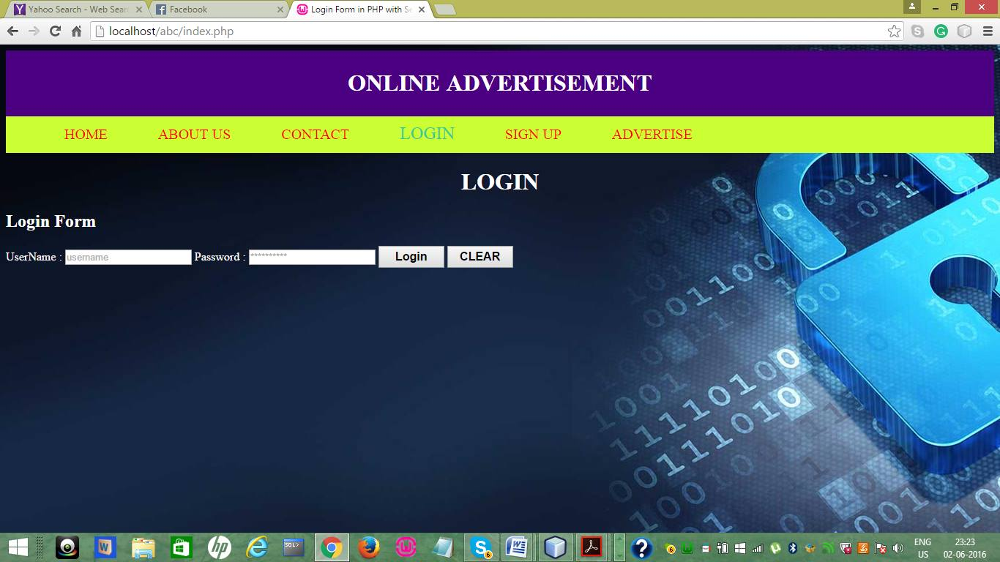 Yahoo Search - Web Sear
Facebook
Login Form in PHP with Se
localhost/abc/index.php
ONLINE ADVERTISEMENT
HOME ABOUT US CONTACT LOGIN SIGN UP ADVERTISE
LOGIN
Login Form
UserName : username Password : ********** Login CLEAR
ENG 23:23
US 02-06-2016